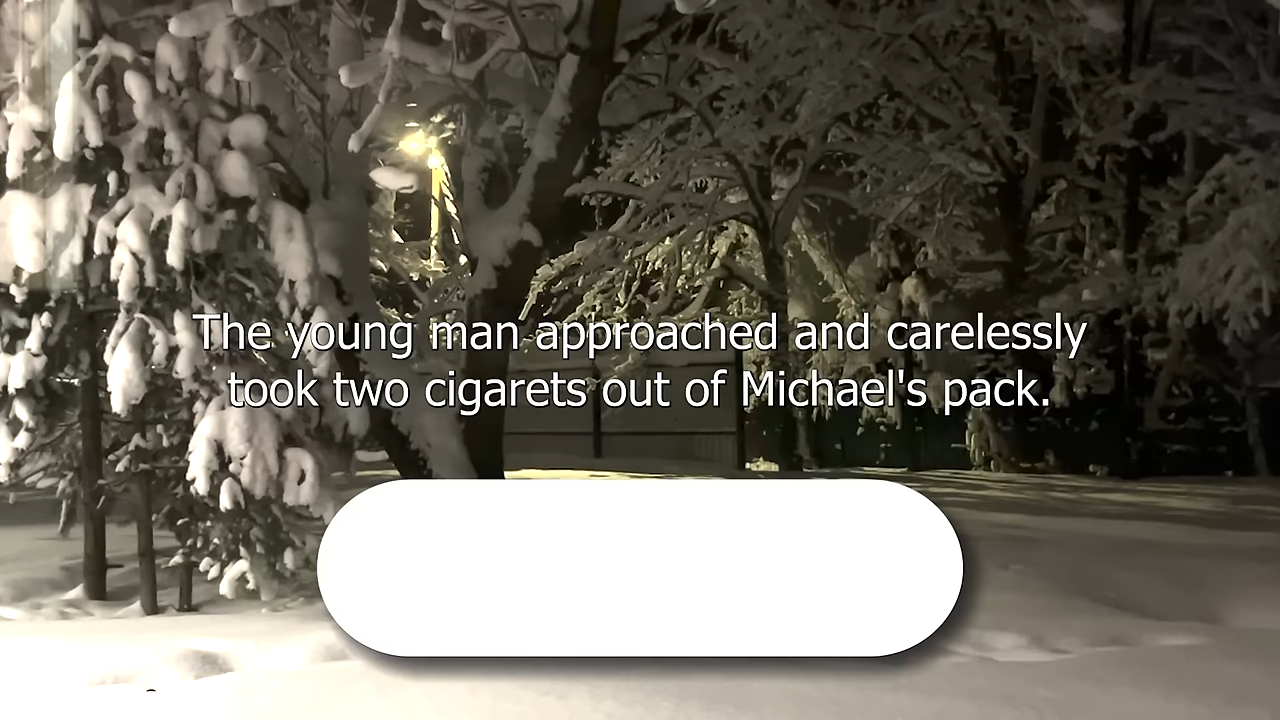 The young man approached and carelessly
took two cigarets out of Michael's pack.